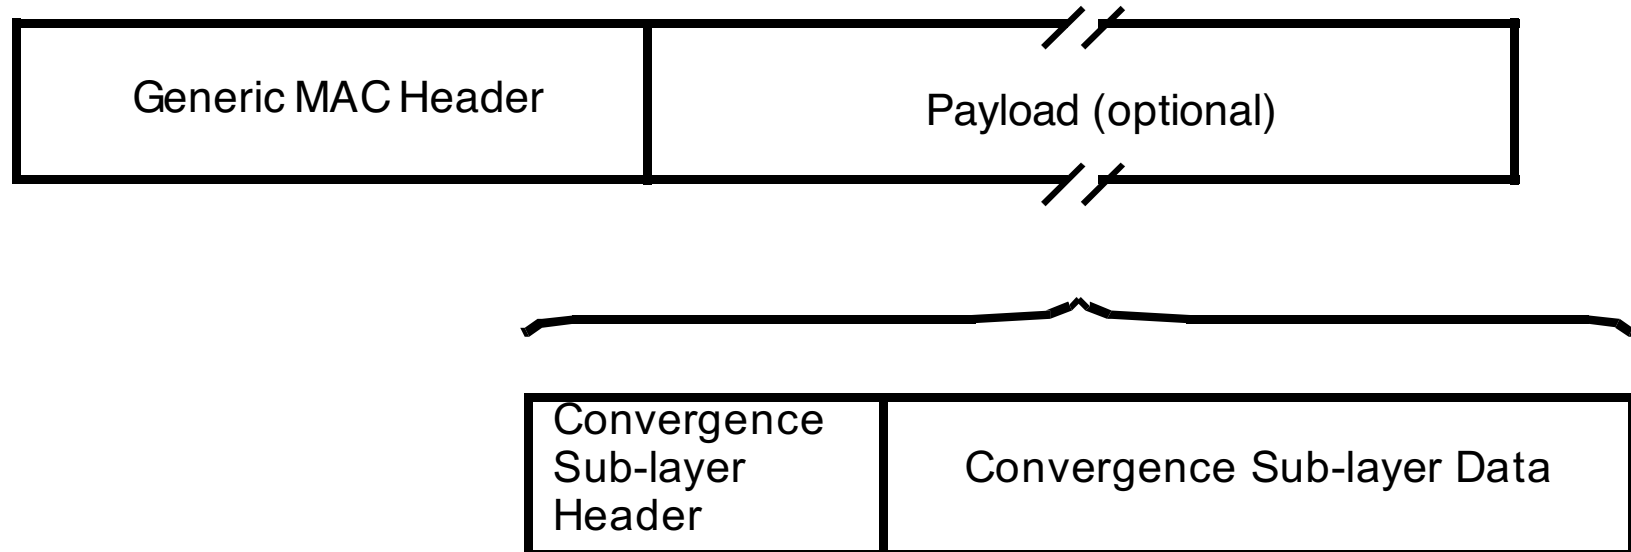 Generic MAC Header
Payload (optional)
Convergence
Sub-layer
Header
Convergence Sub-layer Data